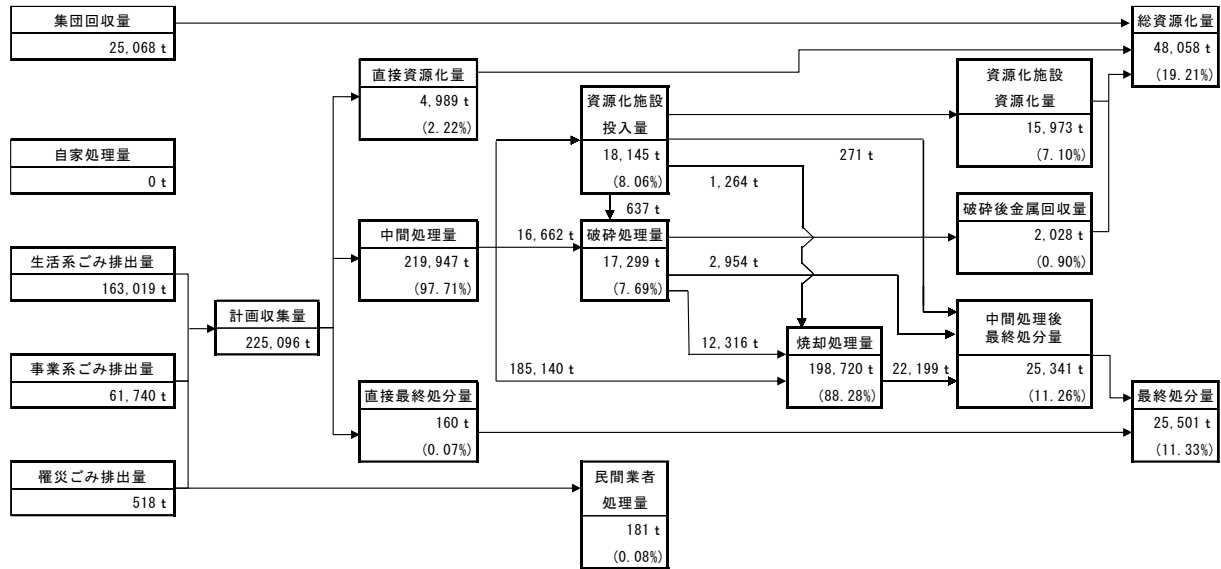 集団回収量
25,068 t
自家処理量
0 t
生活系ごみ排出量
163,019 t
事業系ごみ排出量
61,740 t
罹災ごみ排出量
518 t
計画収集量
225,096 t
直接資源化量
4,989 t
(2.22%)
中間処理量
219,947 t
(97.71%)
直接最終処分量
160 t
(0.07%)
16,662 t
185,140 t
資源化施設
投入量
18,145 t
(8.06%)
637 t
破砕処理量
17,299 t
(7.69%)
民間業者
処理量
181 t
(0.08%)
271 t
1,264 t
2,954 t
12,316 t
焼却処理量
198,720 t
(88.28%)
22,199 t
資源化施設
資源化量
15,973 t
(7.10%)
破砕後金属回収量
2,028 t
(0.90%)
中間処理後
最終処分量
25,341 t
(11.26%)
総資源化量
48,058 t
(19.21%)
最終処分量
25,501 t
(11.33%)